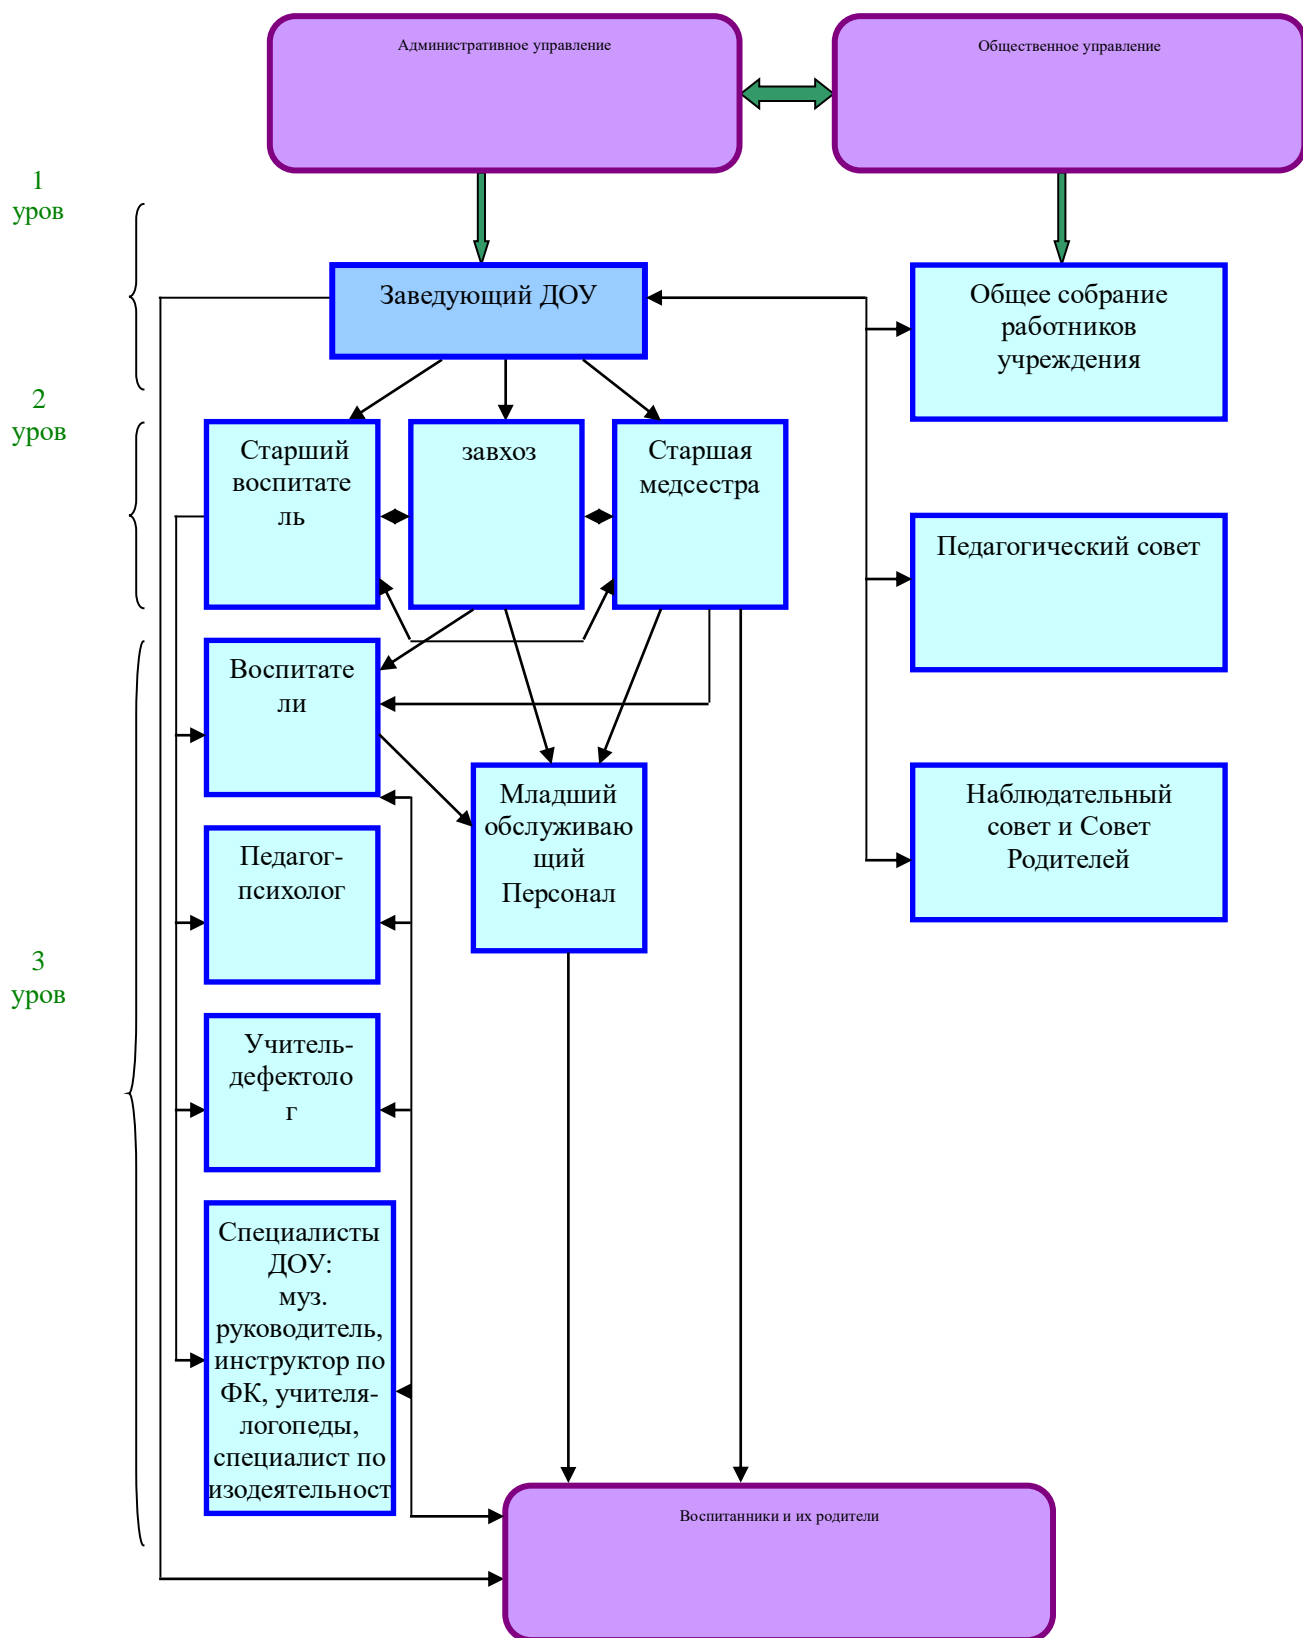 Административное управление
Общественное управление
1
уров
Заведующий ДОУ
Общее собрание
работников
учреждения
2
уров
Старший
воспитате
ль
завхоз
Старшая
медсестра
Педагогический совет
Воспитате
ли
Младший
обслуживаю
щий
Персонал
Наблюдательный
совет и Совет
Родителей
Педагог-
психолог
3
уров
Учитель-
дефектоло
г
Специалисты
ДОУ:
муз.
руководитель,
инструктор по
ФК, учителя-
логопеды,
специалист по
изодеятельност
Воспитанники и их родители